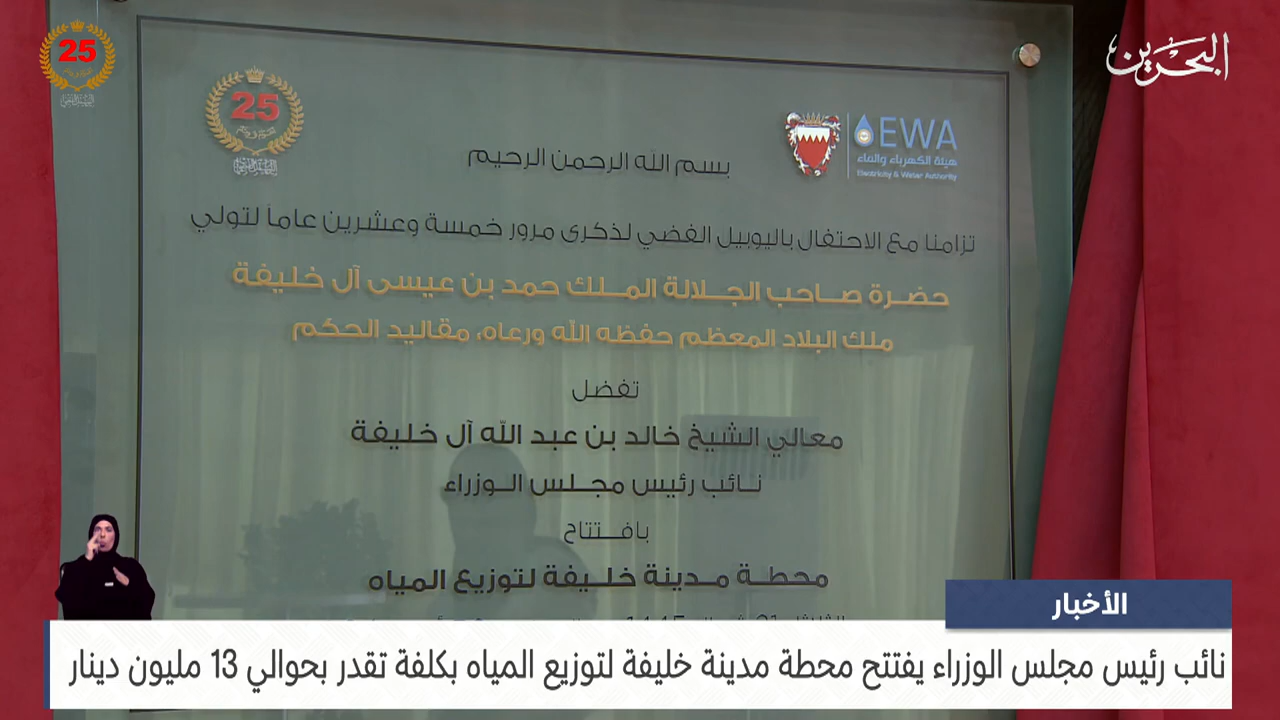 25
البحرين
25
EWA
هيئة الكهرباء والماء
Electricity & Water Authority
بسم الله الرحمن الرحيم
تزامنا مع الاحتفال باليوبيل الفضي لذكرى مرور خمسة وعشرين عاماً لتولي
حضرة صاحب الجلالة الملك حمد بن عيسى آل خليفة
ملك البلاد المعظم حفظه الله ورعاه، مقاليد الحكم
تفضل
معالي الشيخ خالد بن عبد الله آل خليفة
نائب رئيس مجلس الوزراء
بافتتاح
محطة مدينة خليفة لتوزيع المياه
الأخبار
نائب رئيس مجلس الوزراء يفتتح محطة مدينة خليفة لتوزيع المياه بكلفة تقدر بحوالي 13 مليون دينار